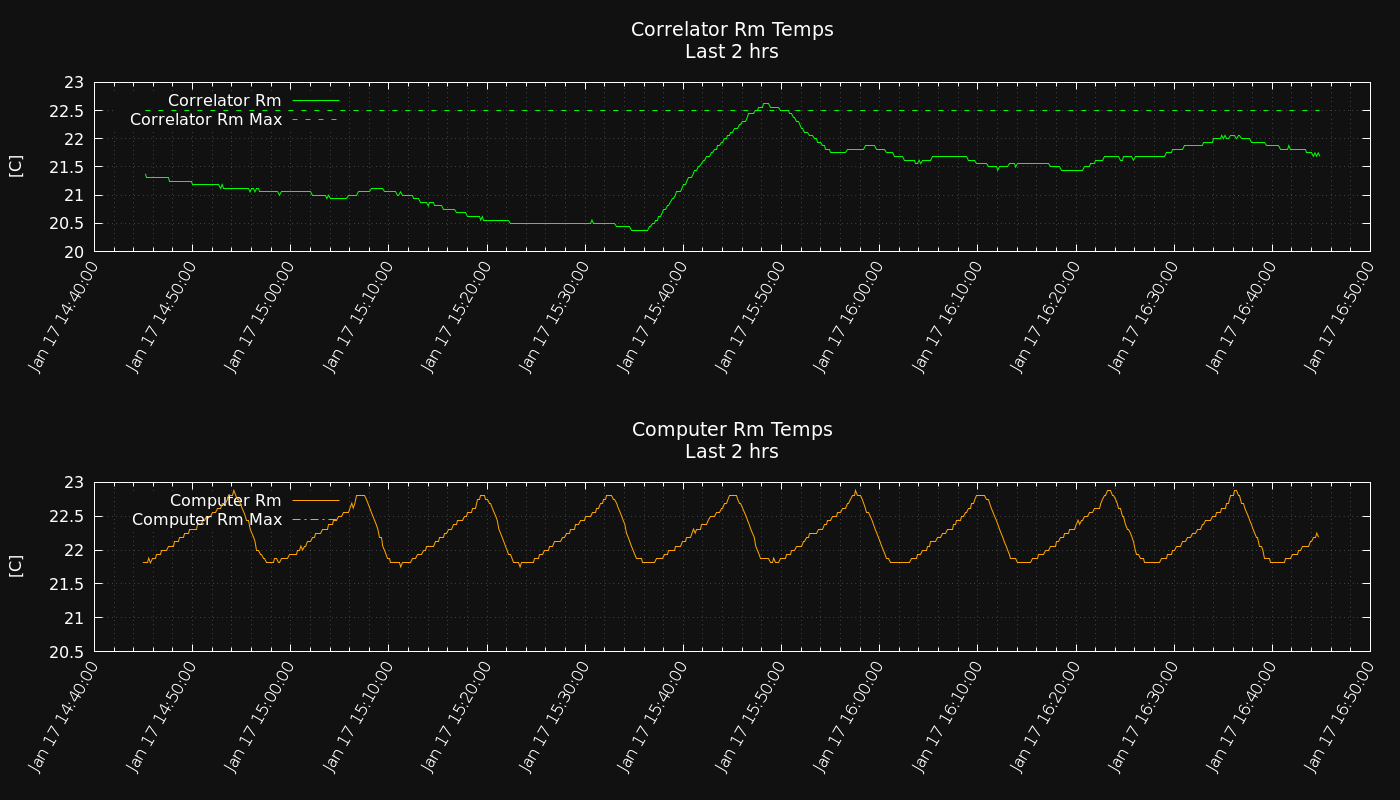 Correlator Rm Temps
Last 2 hrs
Correlator Rm
Correlator Rm Max
[C]
23
22.5
22
21.5
21
20.5
20
Jan 17 14:40:00
Jan 17 14:50:00
Jan 17 15:00:00
Jan 17 15:10:00
Jan 17 15:20:00
Jan 17 15:30:00
Jan 17 15:40:00
Jan 17 15:50:00
Jan 17 16:00:00
Jan 17 16:10:00
Jan 17 16:20:00
Jan 17 16:30:00
Jan 17 16:40:00
Jan 17 16:50:00
Computer Rm Temps
Last 2 hrs
Computer Rm
Computer Rm Max
[C]
23
22.5
22
21.5
21
20.5
Jan 17 14:40:00
Jan 17 14:50:00
Jan 17 15:00:00
Jan 17 15:10:00
Jan 17 15:20:00
Jan 17 15:30:00
Jan 17 15:40:00
Jan 17 15:50:00
Jan 17 16:00:00
Jan 17 16:10:00
Jan 17 16:20:00
Jan 17 16:30:00
Jan 17 16:40:00
Jan 17 16:50:00